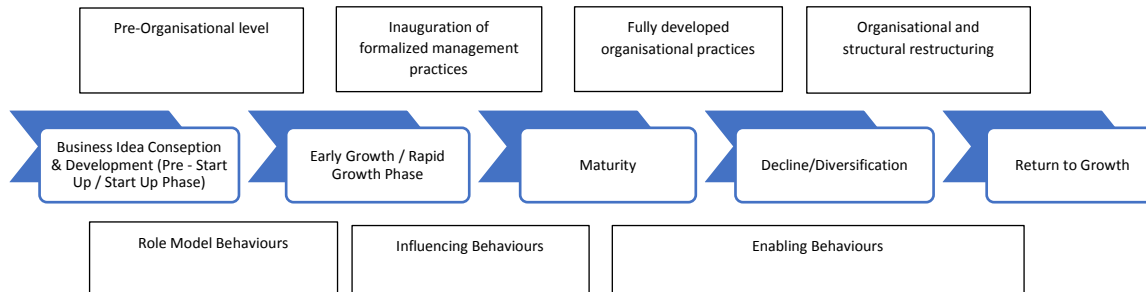 Pre-Organisational level
Inauguration of
formalized management
practices
Fully developed
organisational practices
Organisational and
structural restructuring
Business Idea Conseption
& Development (Pre - Start
Up / Start Up Phase)
Early Growth / Rapid
Growth Phase
Maturity
Decline/Diversification
Return to Growth
Role Model Behaviours
Influencing Behaviours
Enabling Behaviours